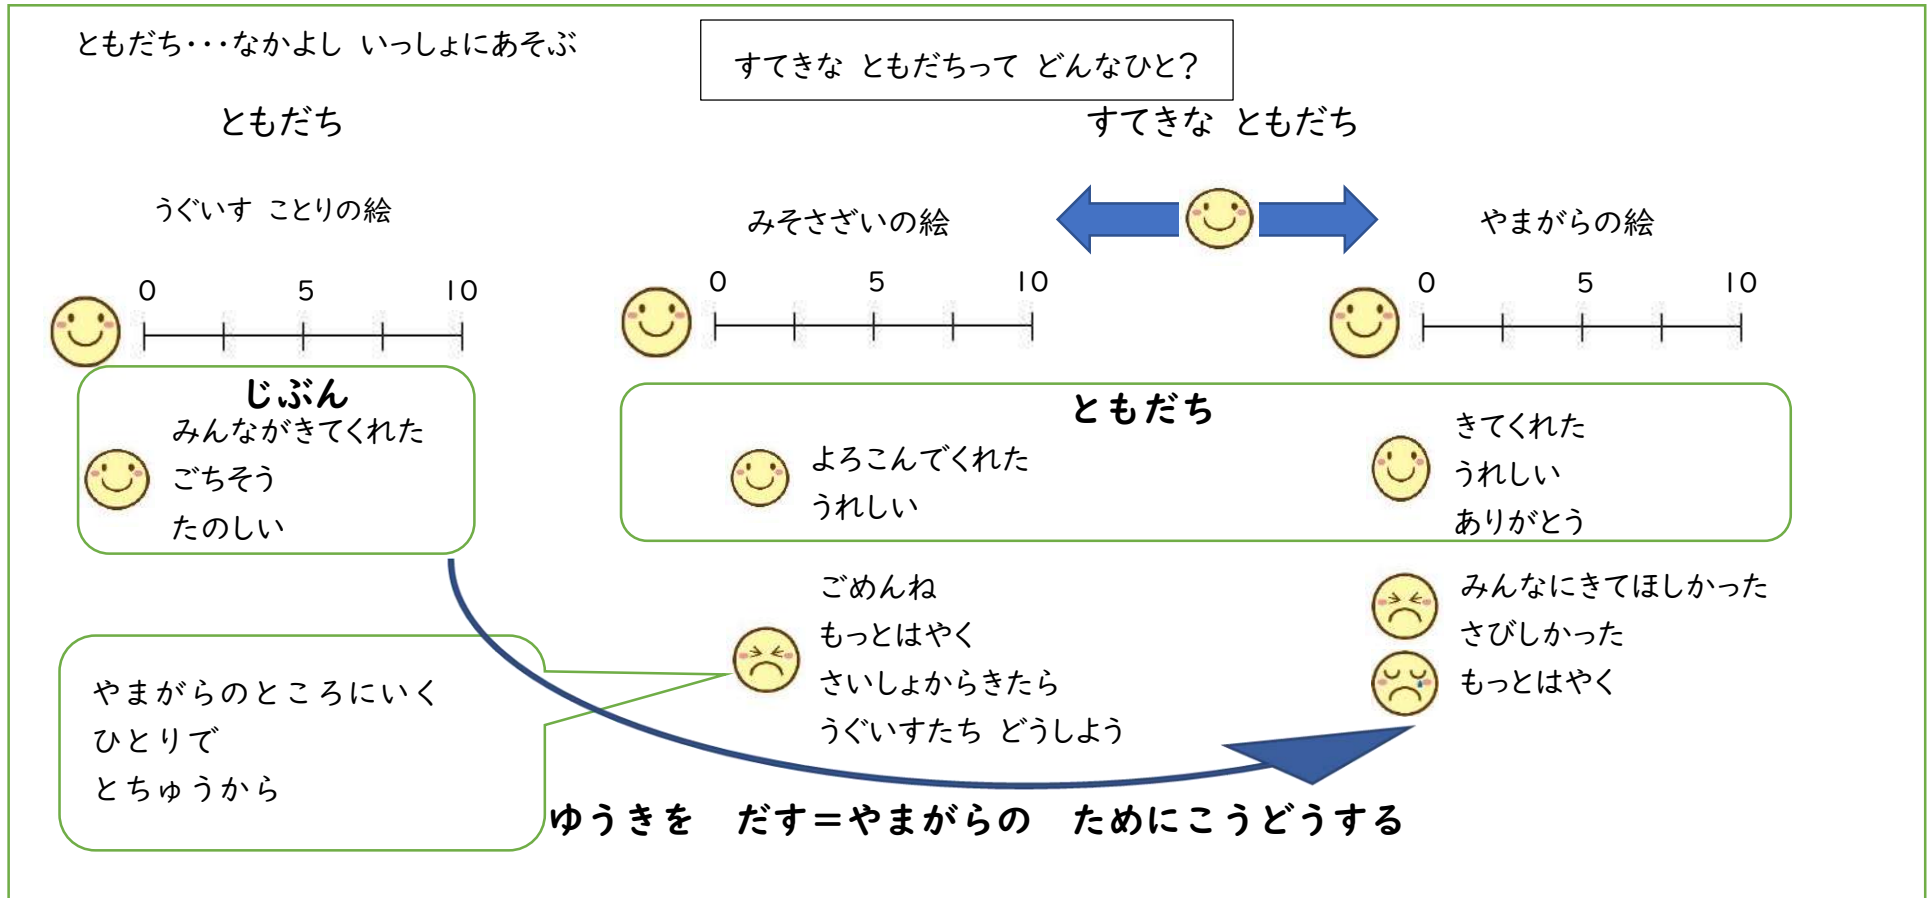 ともだち・・・なかよし いっしょにあそぶ
すてきな ともだちって どんなひと?
ともだち
すてきな ともだち
うぐいす ことりの絵
みそさざいの絵
やまがらの絵
0 5 10
0 5 10
0 5 10
じぶん
みんながきてくれた
ごちそう
たのしい
ともだち
よろこんでくれた
うれしい
きてくれた
うれしい
ありがとう
ごめんね
もっとはやく
さいしょからきたら
うぐいすたち どうしよう
みんなにきてほしかった
さびしかった
もっとはやく
やまがらのところにいく
ひとりで
とちゅうから
ゆうきを だす=やまがらの ためにこうどうする